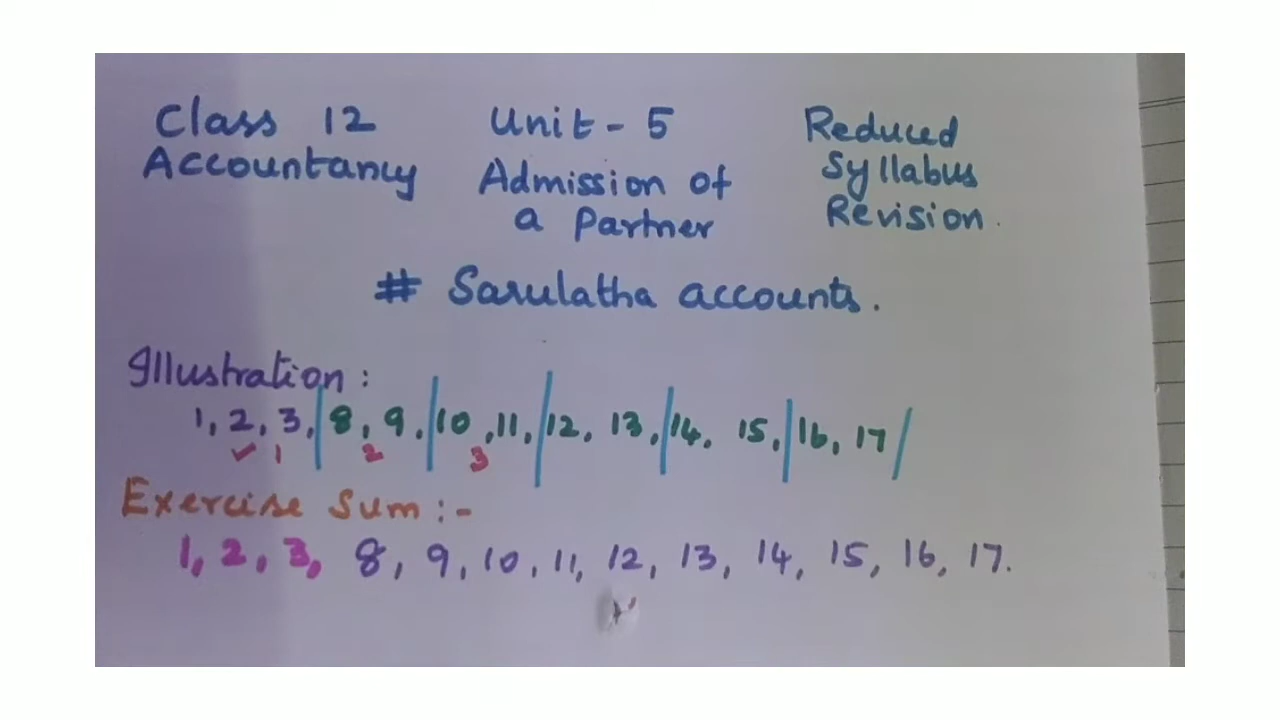 Class 12 Unit - 5 Reduced
Accountancy Admission of Syllabus
a Partner Revision.
# Sarulatha accounts.
Illustration :
1, 2, 3, | 8, 9, | 10, 11, | 12, 13, | 14, 15, | 16, 17 |
✓ 1 2 3
Exercise Sum :-
1, 2, 3, 8, 9, 10, 11, 12, 13, 14, 15, 16, 17.